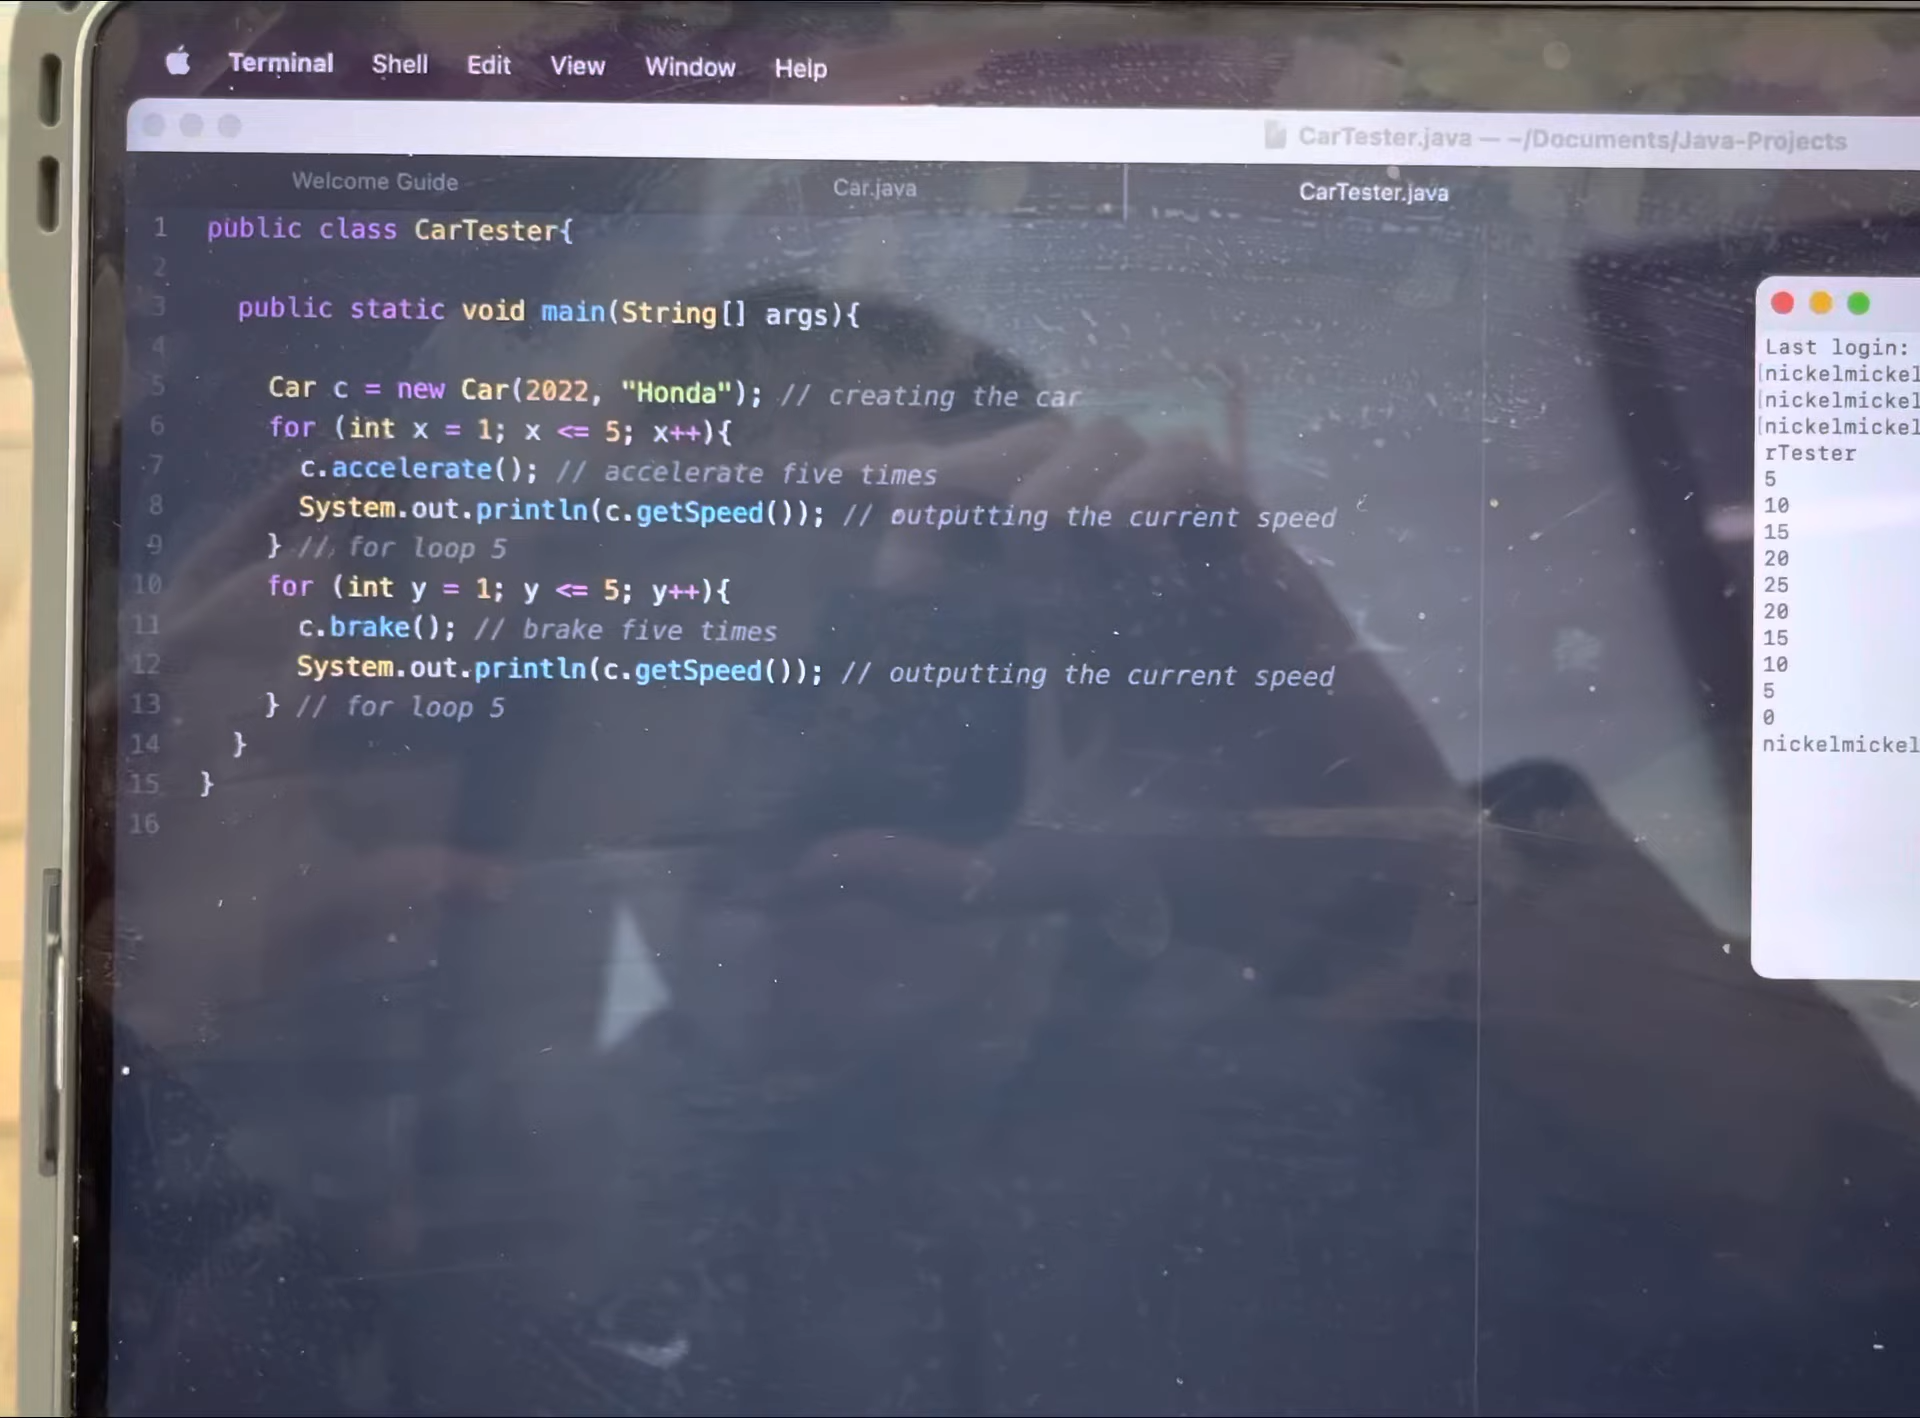 Terminal Shell Edit View Window Help
CarTester.java — ~/Documents/Java-Projects
Welcome Guide Car.java CarTester.java
1 public class CarTester{
2
3 public static void main(String[] args){
4
5 Car c = new Car(2022, "Honda"); // creating the car
6 for (int x = 1; x <= 5; x++){
7 c.accelerate(); // accelerate five times
8 System.out.println(c.getSpeed()); // outputting the current speed
9 } // for loop 5
10 for (int y = 1; y <= 5; y++){
11 c.brake(); // brake five times
12 System.out.println(c.getSpeed()); // outputting the current speed
13 } // for loop 5
14 }
15 }
16
Last login:
[nickelmickel
[nickelmickel
[nickelmickel
rTester
5
10
15
20
25
20
15
10
5
0
nickelmickel